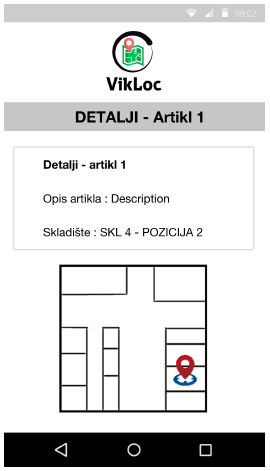 09:02
VikLoc
DETALJI - Artikl 1
Detalji - artikl 1
Opis artikla : Description
Skladište : SKL 4 - POZICIJA 2